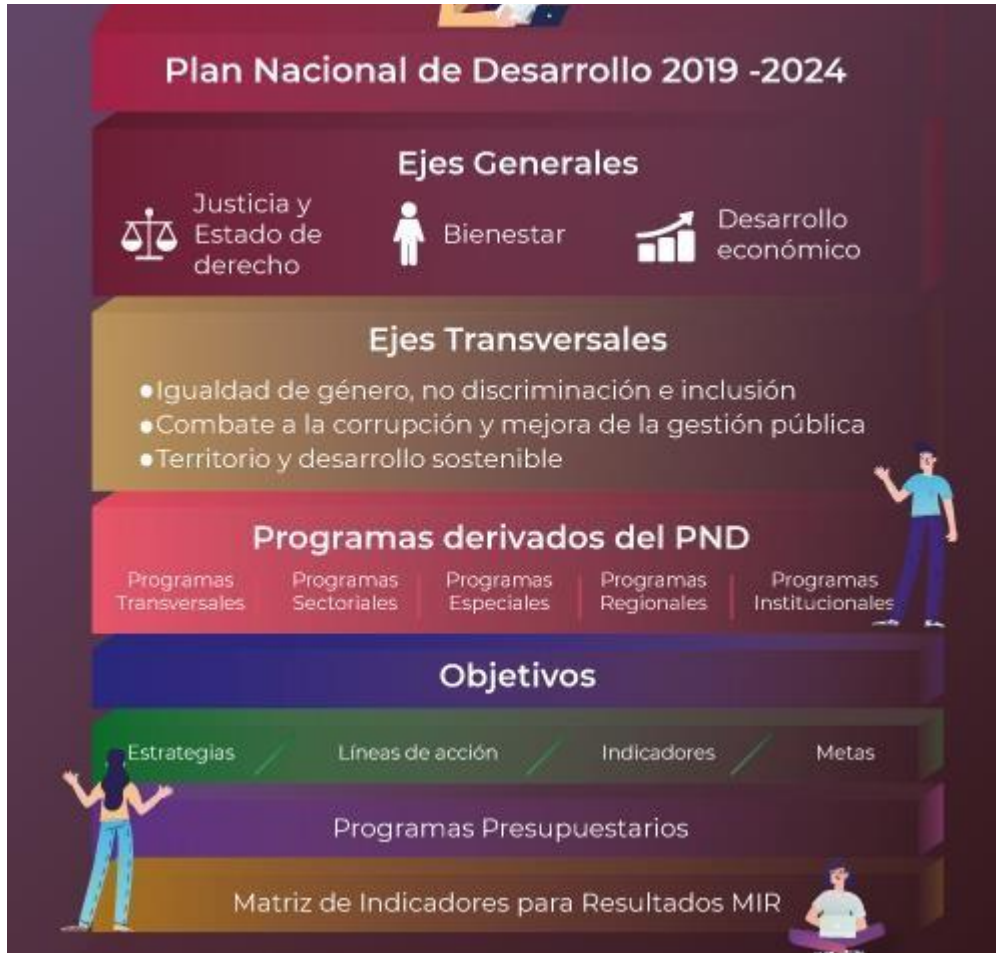 Plan Nacional de Desarrollo 2019 -2024
Ejes Generales
Justicia y
Estado de
derecho
Bienestar
Desarrollo
económico
Ejes Transversales
●Igualdad de género, no discriminación e inclusión
●Combate a la corrupción y mejora de la gestión pública
●Territorio y desarrollo sostenible
Programas derivados del PND
Programas
Transversales
Programas
Sectoriales
Programas
Especiales
Programas
Regionales
Programas
Institucionales
Objetivos
Estrategias
Líneas de acción
Indicadores
Metas
Programas Presupuestarios
Matriz de Indicadores para Resultados MIR